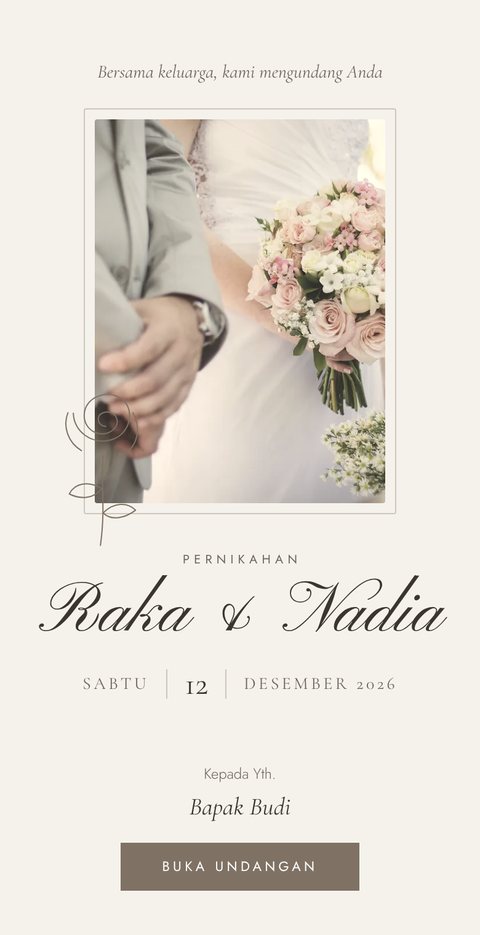 Bersama keluarga, kami mengundang Anda
PERNIKAHAN
Raka & Nadia
SABTU 12 DESEMBER 2026
Kepada Yth.
Bapak Budi
BUKA UNDANGAN